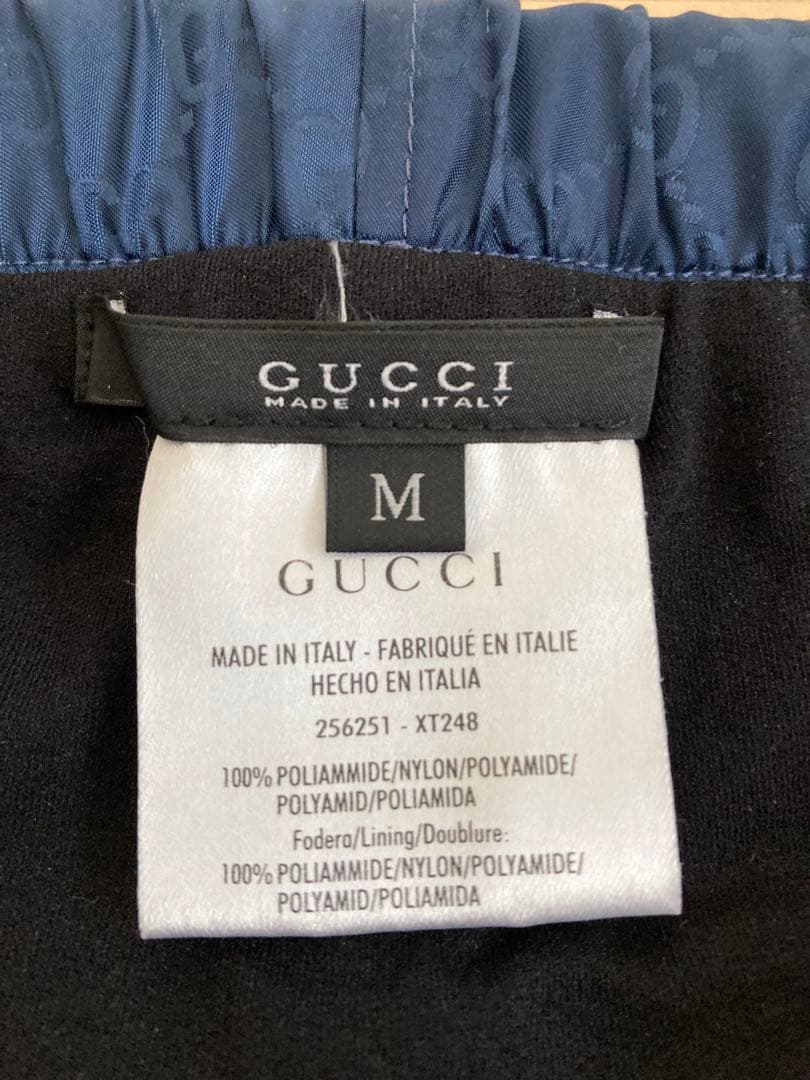 GUCCI
MADE IN ITALY
M
GUCCI
MADE IN ITALY - FABRIQUÉ EN ITALIE
HECHO EN ITALIA
256251 - XT248
100% POLIAMMIDE/NYLON/POLYAMIDE/
POLYAMID/POLIAMIDA
Fodera/Lining/Doublure:
100% POLIAMMIDE/NYLON/POLYAMIDE/
POLYAMID/POLIAMIDA